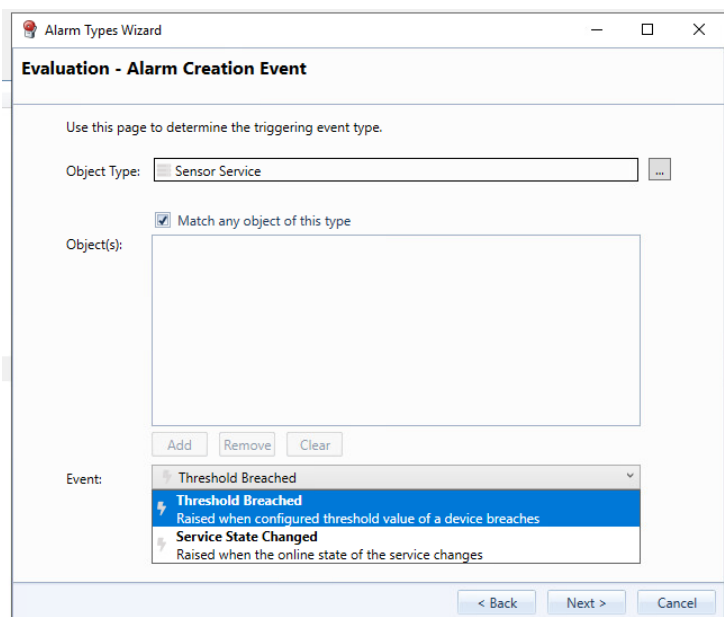 Alarm Types Wizard
Evaluation - Alarm Creation Event
Use this page to determine the triggering event type.
Object Type: Sensor Service ...
Match any object of this type
Object(s):
Add Remove Clear
Event: Threshold Breached
Threshold Breached
Raised when configured threshold value of a device breaches
Service State Changed
Raised when the online state of the service changes
< Back Next > Cancel